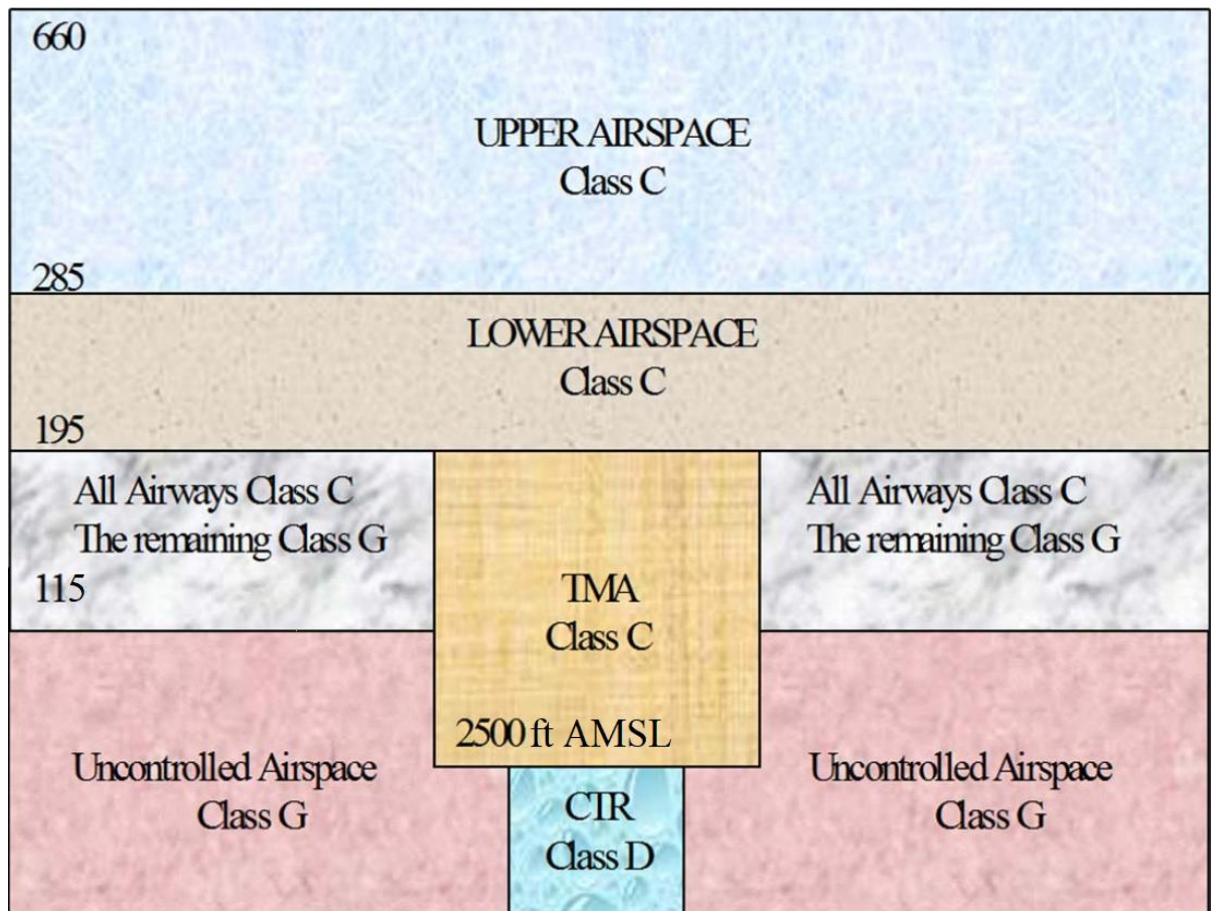 660
UPPER AIRSPACE
Class C
285
LOWER AIRSPACE
Class C
195
All Airways Class C
The remaining Class G
115
TMA
Class C
2500 ft AMSL
All Airways Class C
The remaining Class G
Uncontrolled Airspace
Class G
CTR
Class D
Uncontrolled Airspace
Class G